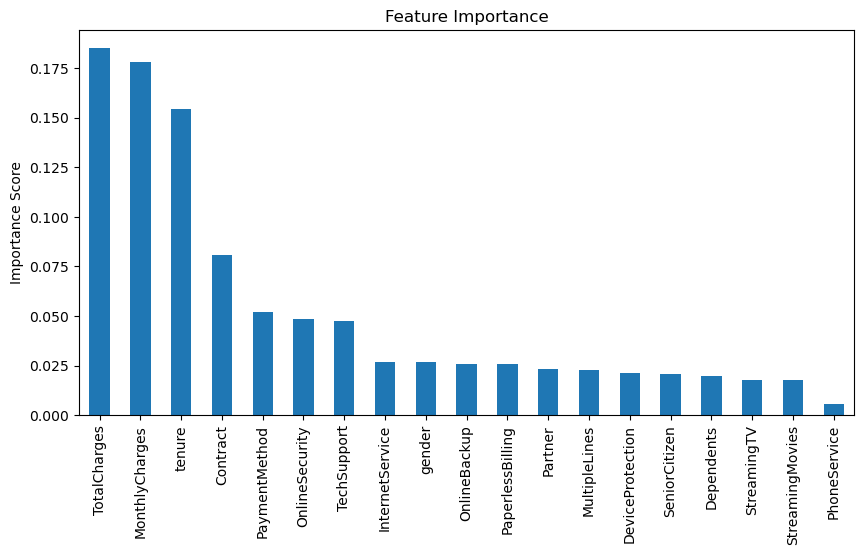 Feature Importance
Importance Score
0.175
0.150
0.125
0.100
0.075
0.050
0.025
0.000
TotalCharges
MonthlyCharges
tenure
Contract
PaymentMethod
OnlineSecurity
TechSupport
InternetService
gender
OnlineBackup
PaperlessBilling
Partner
MultipleLines
DeviceProtection
SeniorCitizen
Dependents
StreamingTV
StreamingMovies
PhoneService